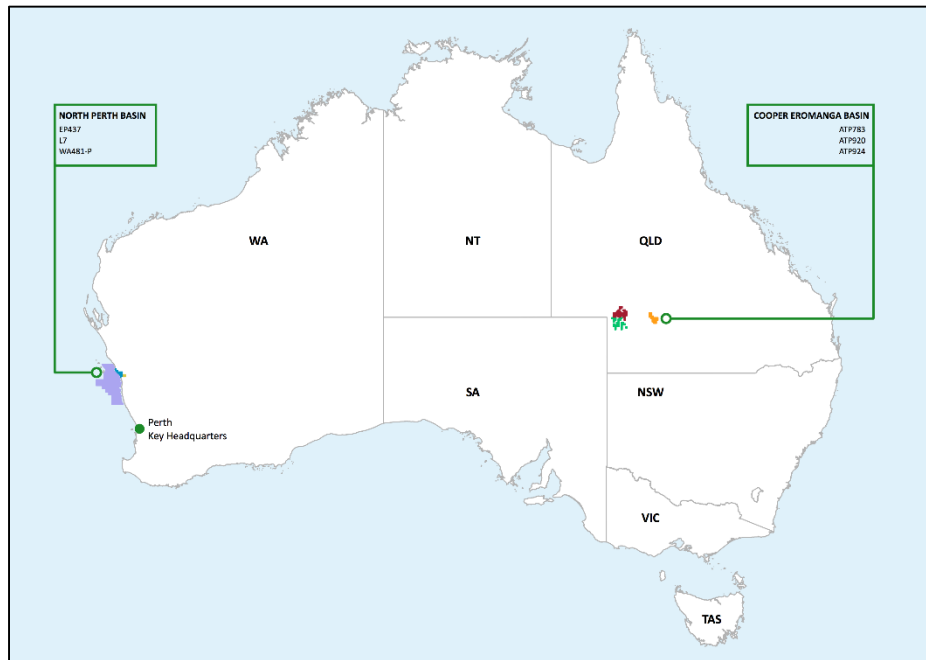 NORTH PERTH BASIN
EP437
L7
WA481-P
COOPER EROMANGA BASIN
ATP783
ATP920
ATP924
WA
NT
QLD
SA
NSW
Perth
Key Headquarters
VIC
TAS